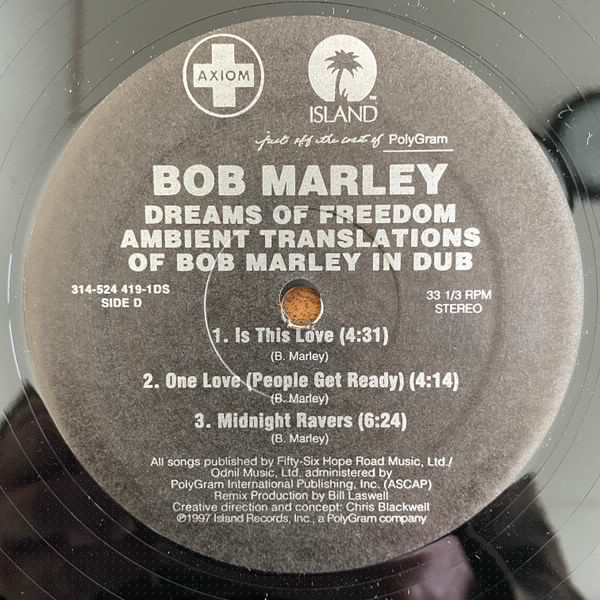 AXIOM
ISLAND TM
just off the coast of PolyGram
BOB MARLEY
DREAMS OF FREEDOM
AMBIENT TRANSLATIONS
OF BOB MARLEY IN DUB
314-524 419-1DS
SIDE D
33 1/3 RPM
STEREO
1. Is This Love (4:31)
(B. Marley)
2. One Love (People Get Ready) (4:14)
(B. Marley)
3. Midnight Ravers (6:24)
(B. Marley)
All songs published by Fifty-Six Hope Road Music, Ltd./
Odnil Music, Ltd. administered by
PolyGram International Publishing, Inc. (ASCAP)
Remix Production by Bill Laswell
Creative direction and concept: Chris Blackwell
℗1997 Island Records, Inc., a PolyGram company